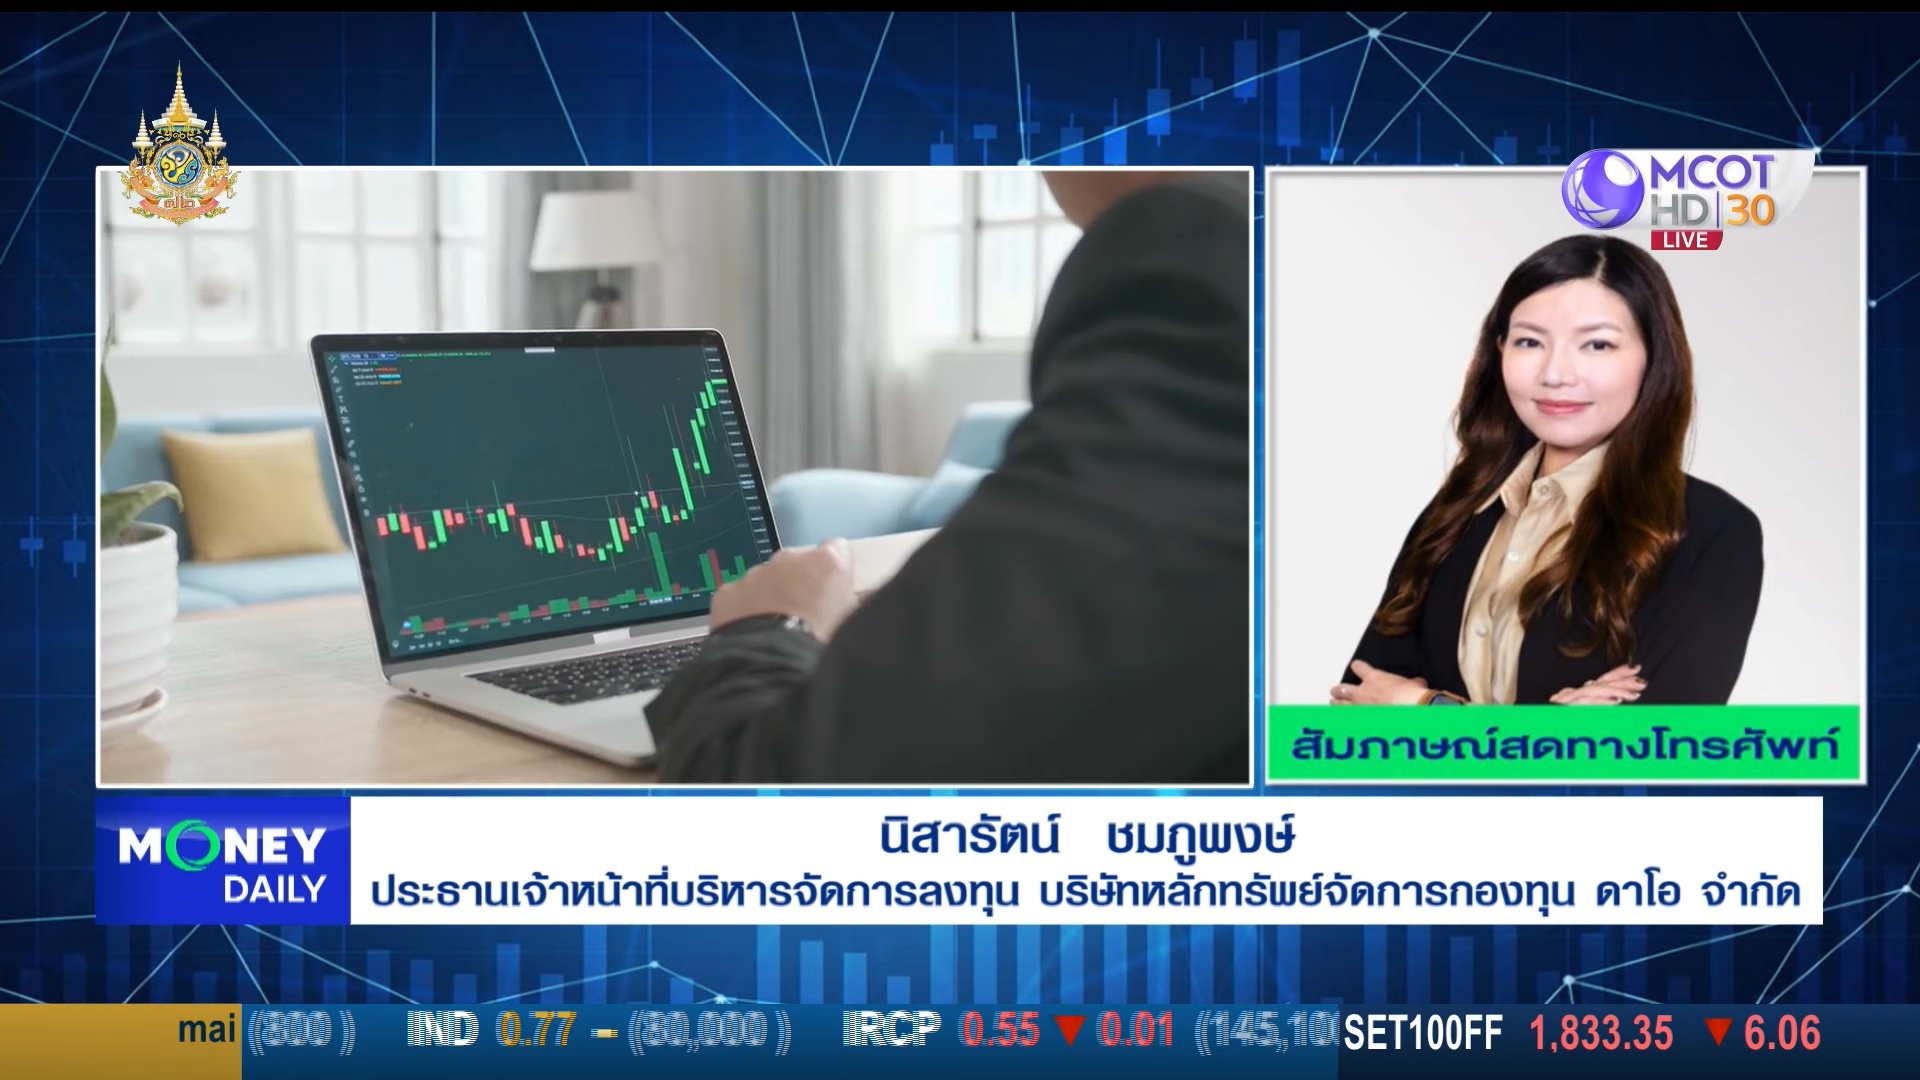 MCOT
HD 30
LIVE
สัมภาษณ์สดทางโทรศัพท์
MONEY
DAILY
นิสารัตน์ ชมภูพงษ์
ประธานเจ้าหน้าที่บริหารจัดการลงทุน บริษัทหลักทรัพย์จัดการกองทุน ดาโอ จำกัด
mai (800 ) IND 0.77 – (80,000 ) IRCP 0.55 ▼ 0.01 SET100FF 1,833.35 ▼ 6.06